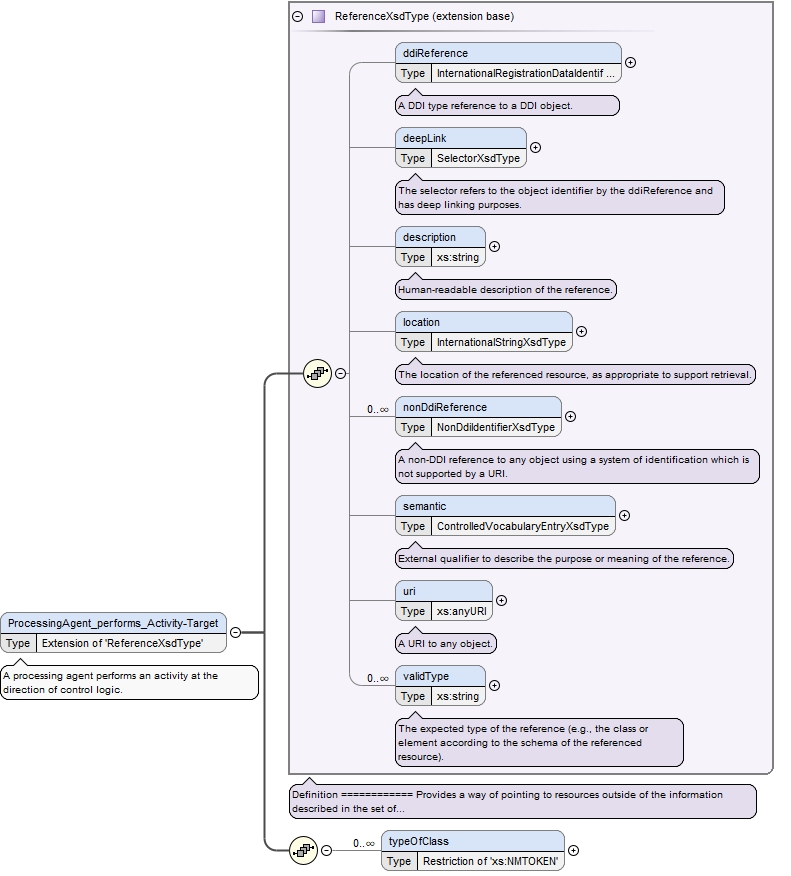 ReferenceXsdType (extension base)
ddiReference
Type InternationalRegistrationDataIdentif ...
A DDI type reference to a DDI object.
deepLink
Type SelectorXsdType
The selector refers to the object identifier by the ddiReference and
has deep linking purposes.
description
Type xs:string
Human-readable description of the reference.
location
Type InternationalStringXsdType
The location of the referenced resource, as appropriate to support retrieval.
0..∞ nonDdiReference
Type NonDdiIdentifierXsdType
A non-DDI reference to any object using a system of identification which is
not supported by a URI.
semantic
Type ControlledVocabularyEntryXsdType
External qualifier to describe the purpose or meaning of the reference.
uri
Type xs:anyURI
A URI to any object.
0..∞ validType
Type xs:string
The expected type of the reference (e.g., the class or
element according to the schema of the referenced
resource).
ProcessingAgent_performs_Activity-Target
Type Extension of 'ReferenceXsdType'
A processing agent performs an activity at the
direction of control logic.
Definition ============ Provides a way of pointing to resources outside of the information
described in the set of...
0..∞ typeOfClass
Type Restriction of 'xs:NMTOKEN'